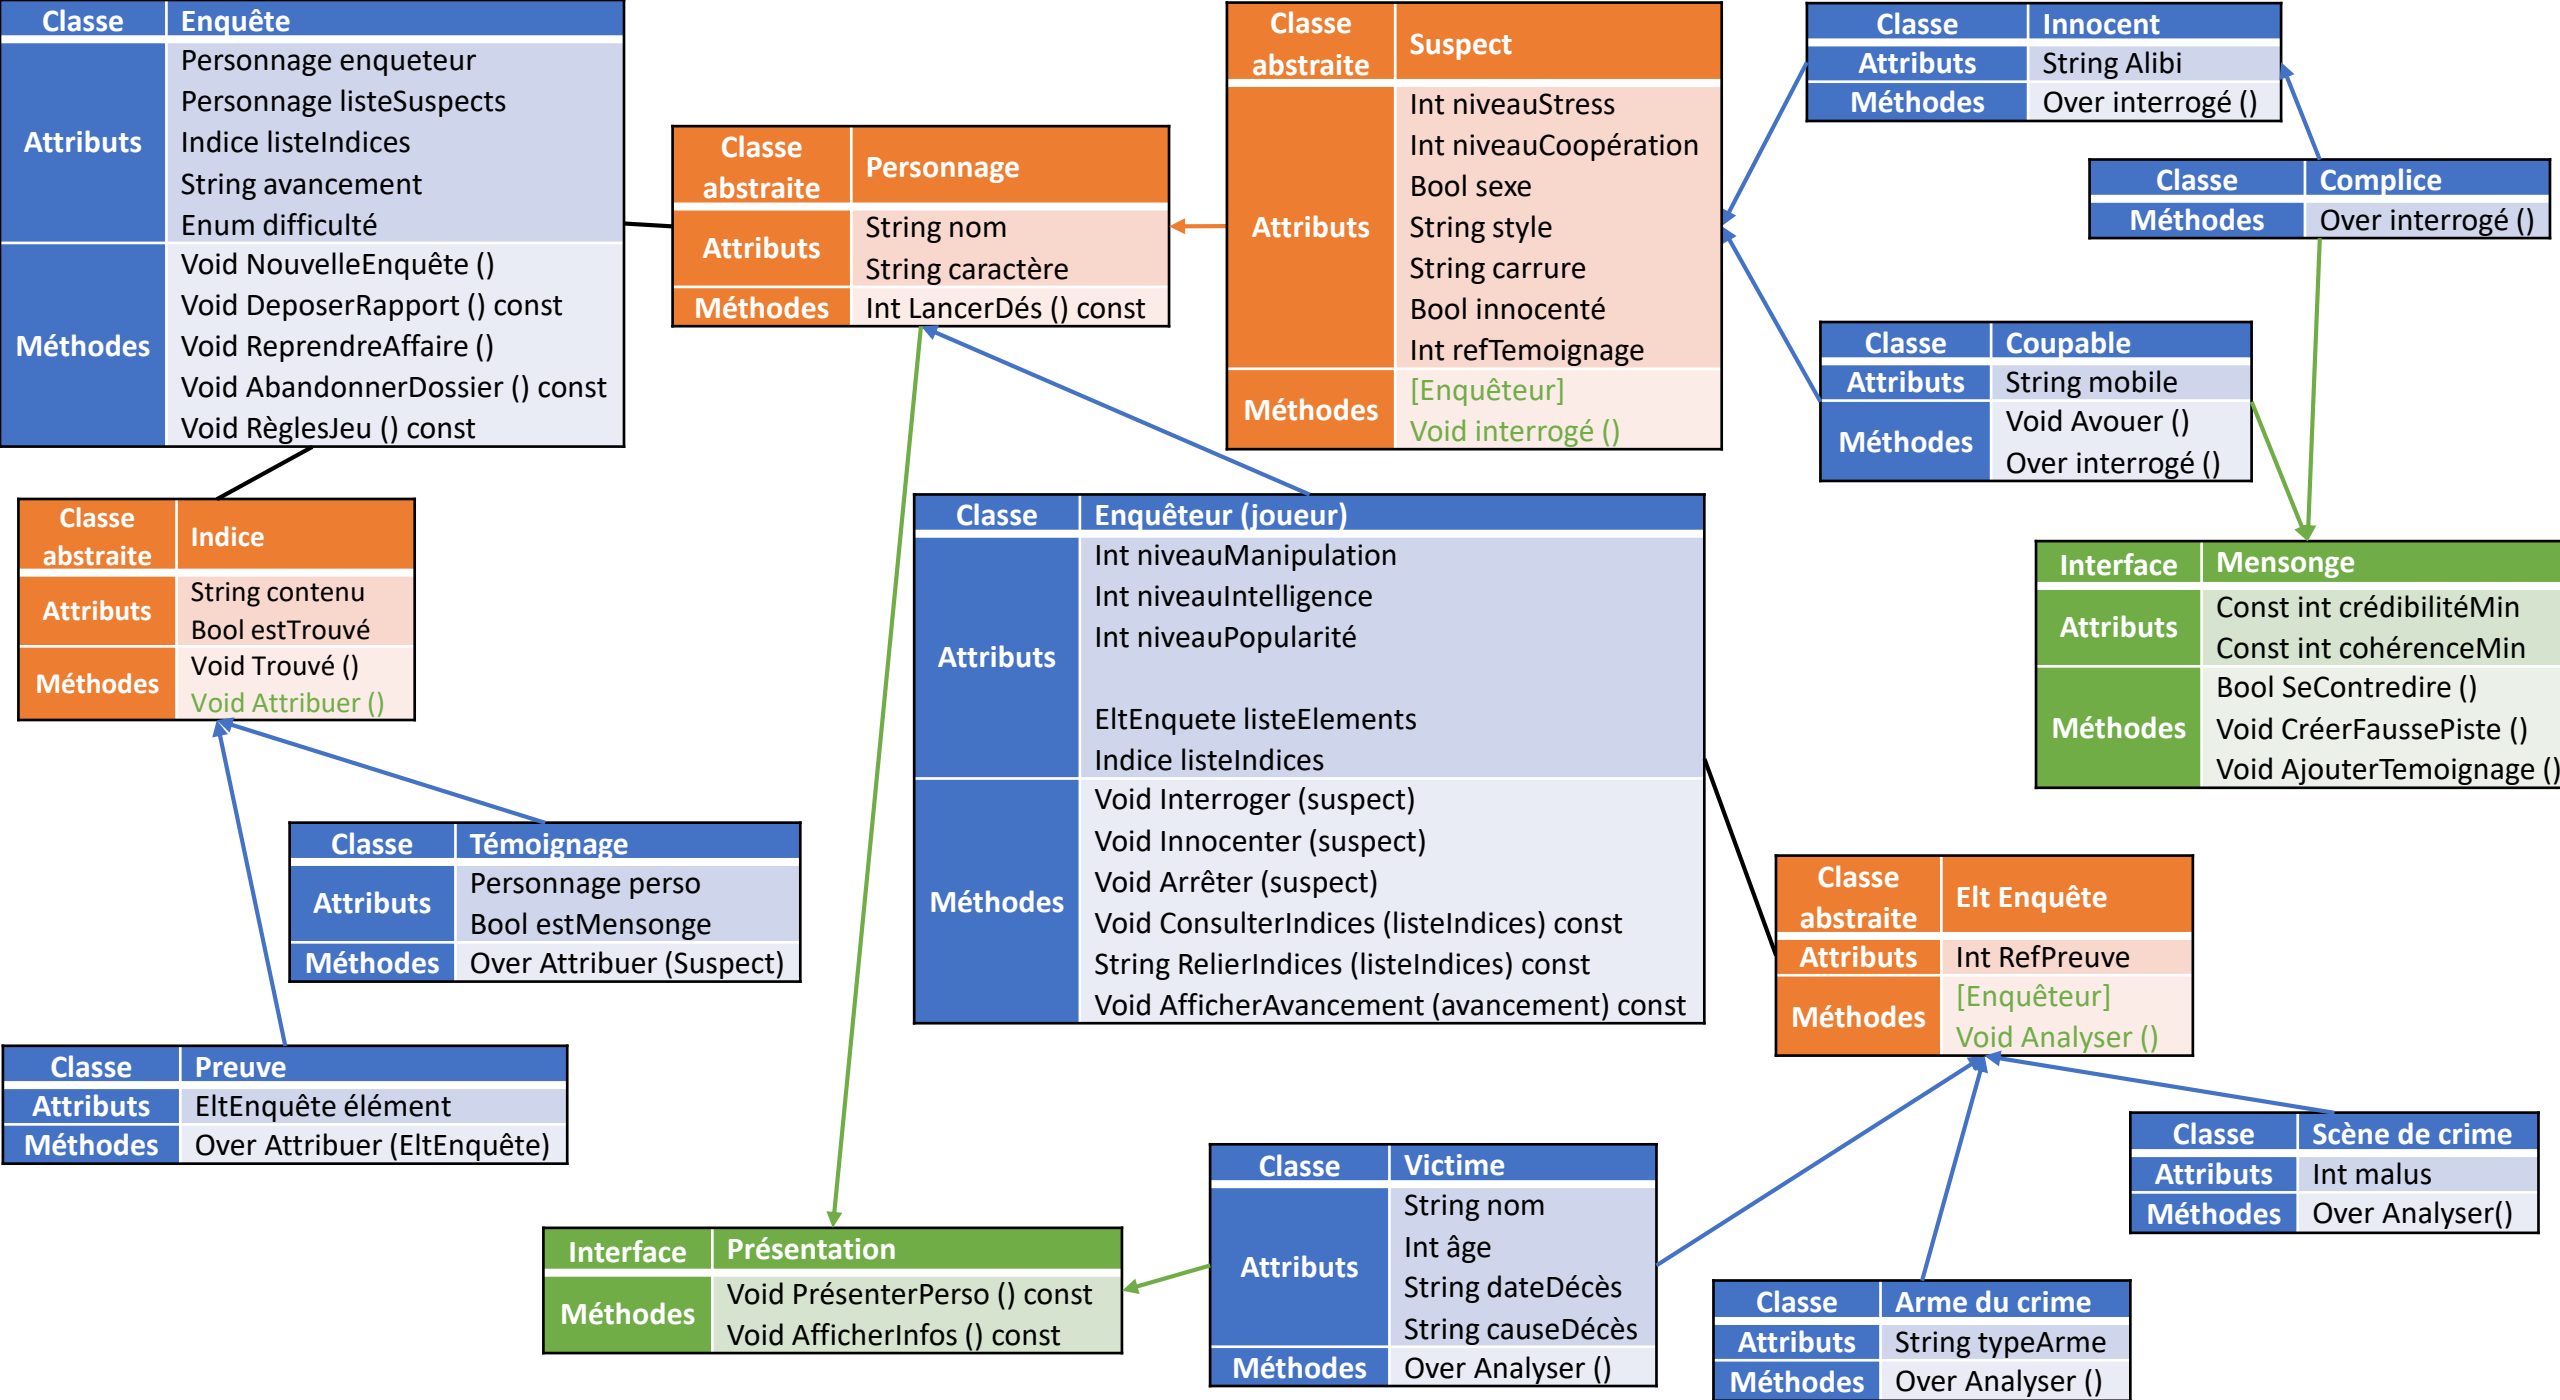 Classe Enquête
Attributs
Personnage enqueteur
Personnage listeSuspects
Indice listeIndices
String avancement
Enum difficulté
Méthodes
Void NouvelleEnquête ()
Void DeposerRapport () const
Void ReprendreAffaire ()
Void AbandonnerDossier () const
Void RèglesJeu () const
Classe
abstraite
Personnage
Attributs
String nom
String caractère
Méthodes Int LancerDés () const
Classe
abstraite
Suspect
Attributs
Int niveauStress
Int niveauCoopération
Bool sexe
String style
String carrure
Bool innocenté
Int refTemoignage
Méthodes
[Enquêteur]
Void interrogé ()
Classe Innocent
Attributs String Alibi
Méthodes Over interrogé ()
Classe Complice
Méthodes Over interrogé ()
Classe Coupable
Attributs String mobile
Méthodes
Void Avouer ()
Over interrogé ()
Classe
abstraite
Indice
Attributs
String contenu
Bool estTrouvé
Méthodes
Void Trouvé ()
Void Attribuer ()
Classe Enquêteur (joueur)
Attributs
Int niveauManipulation
Int niveauIntelligence
Int niveauPopularité
EltEnquete listeElements
Indice listeIndices
Méthodes
Void Interroger (suspect)
Void Innocenter (suspect)
Void Arrêter (suspect)
Void ConsulterIndices (listeIndices) const
String RelierIndices (listeIndices) const
Void AfficherAvancement (avancement) const
Interface Mensonge
Attributs
Const int crédibilitéMin
Const int cohérenceMin
Méthodes
Bool SeContredire ()
Void CréerFaussePiste ()
Void AjouterTemoignage ()
Classe Témoignage
Attributs
Personnage perso
Bool estMensonge
Méthodes Over Attribuer (Suspect)
Classe
abstraite
Elt Enquête
Attributs Int RefPreuve
Méthodes
[Enquêteur]
Void Analyser ()
Classe Preuve
Attributs EltEnquête élément
Méthodes Over Attribuer (EltEnquête)
Interface Présentation
Méthodes
Void PrésenterPerso () const
Void AfficherInfos () const
Classe Victime
Attributs
String nom
Int âge
String dateDécès
String causeDécès
Méthodes Over Analyser ()
Classe Scène de crime
Attributs Int malus
Méthodes Over Analyser()
Classe Arme du crime
Attributs String typeArme
Méthodes Over Analyser ()